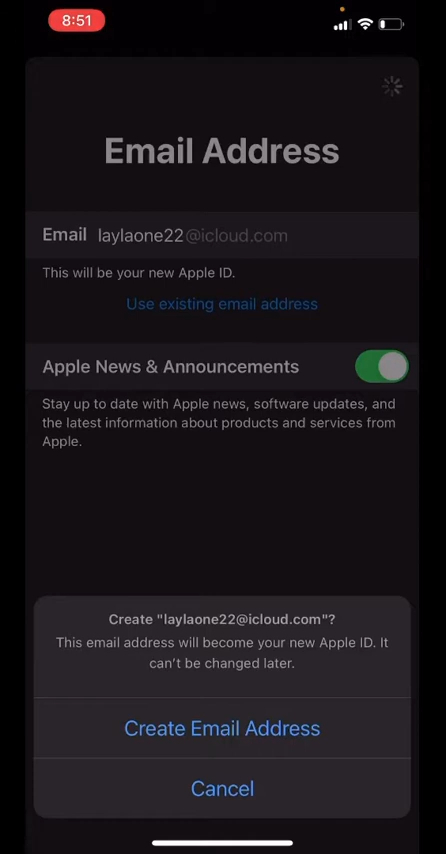 8:51
Email Address
Email laylaone22@icloud.com
This will be your new Apple ID.
Use existing email address
Apple News & Announcements
Stay up to date with Apple news, software updates, and
the latest information about products and services from
Apple.
Create "laylaone22@icloud.com"?
This email address will become your new Apple ID. It
can't be changed later.
Create Email Address
Cancel